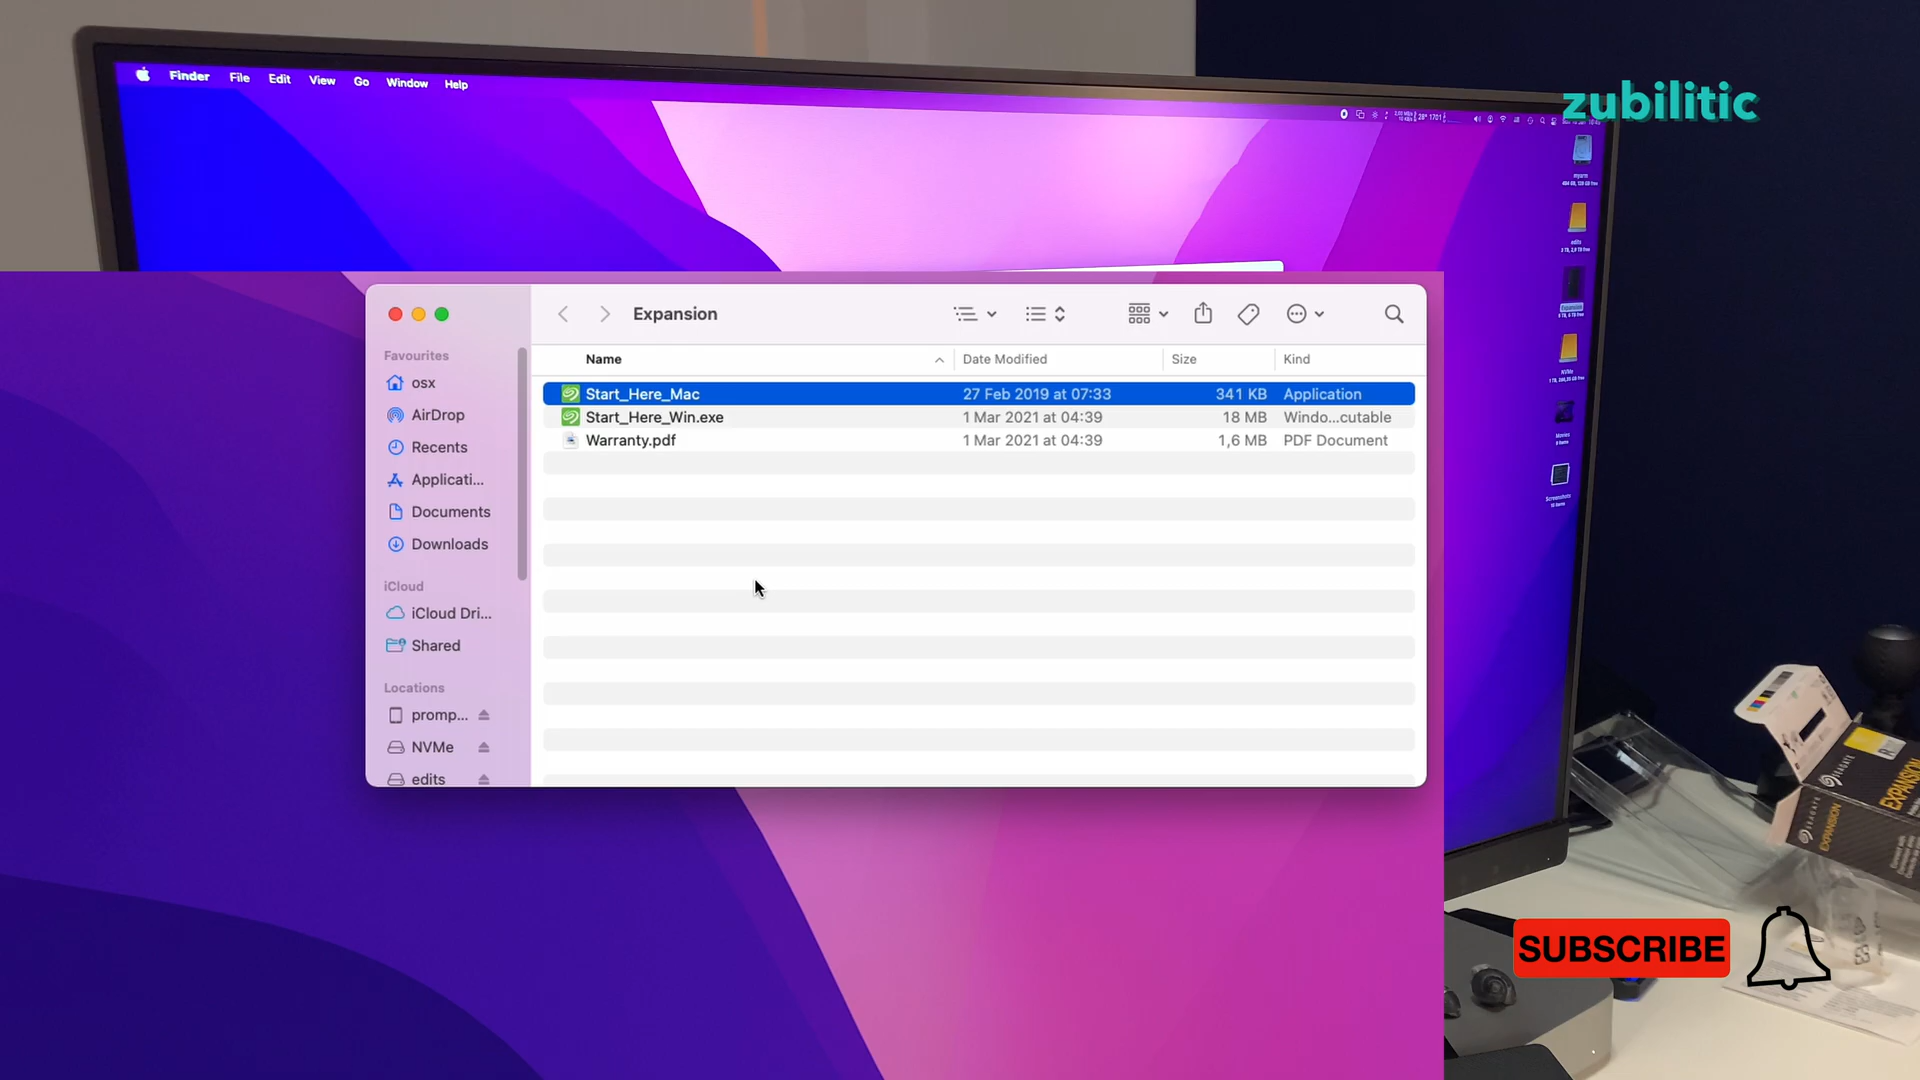 Finder File Edit View Go Window Help
zubilitic
Expansion
Name Date Modified Size Kind
Start_Here_Mac 27 Feb 2019 at 07:33 341 KB Application
Start_Here_Win.exe 1 Mar 2021 at 04:39 18 MB Windo...cutable
Warranty.pdf 1 Mar 2021 at 04:39 1,6 MB PDF Document
Favourites
osx
AirDrop
Recents
Applicati...
Documents
Downloads
iCloud
iCloud Dri...
Shared
Locations
promp...
NVMe
edits
SEAGATE
EXPANSION
SEAGATE
EXPANSION
SUBSCRIBE